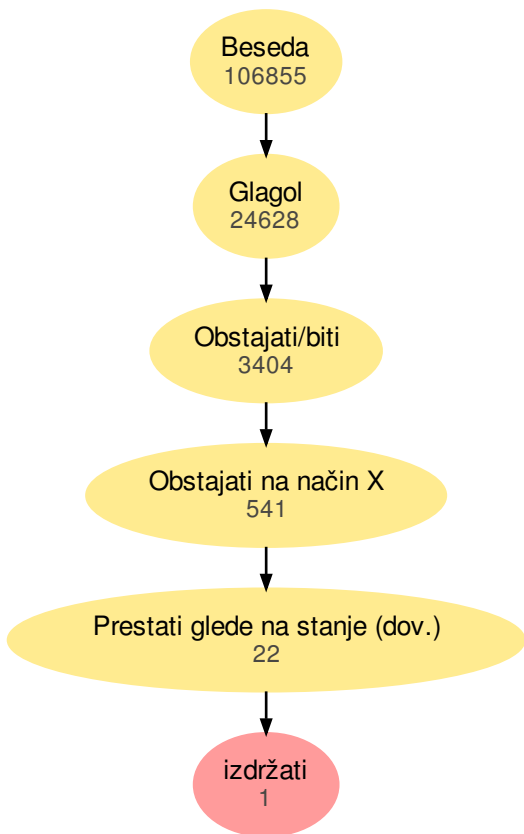 Beseda
106855
Glagol
24628
Obstajati/biti
3404
Obstajati na način X
541
Prestati glede na stanje (dov.)
22
izdržati
1